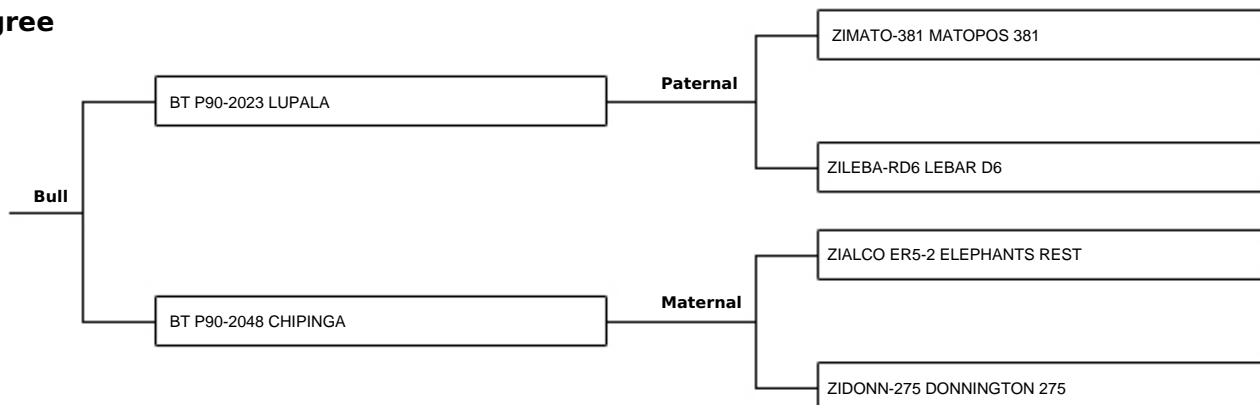 gree
ZIMATO-381 MATOPOS 381
Paternal
BT P90-2023 LUPALA
ZILEBA-RD6 LEBAR D6
Bull
ZIALCO ER5-2 ELEPHANTS REST
Maternal
BT P90-2048 CHIPINGA
ZIDONN-275 DONNINGTON 275